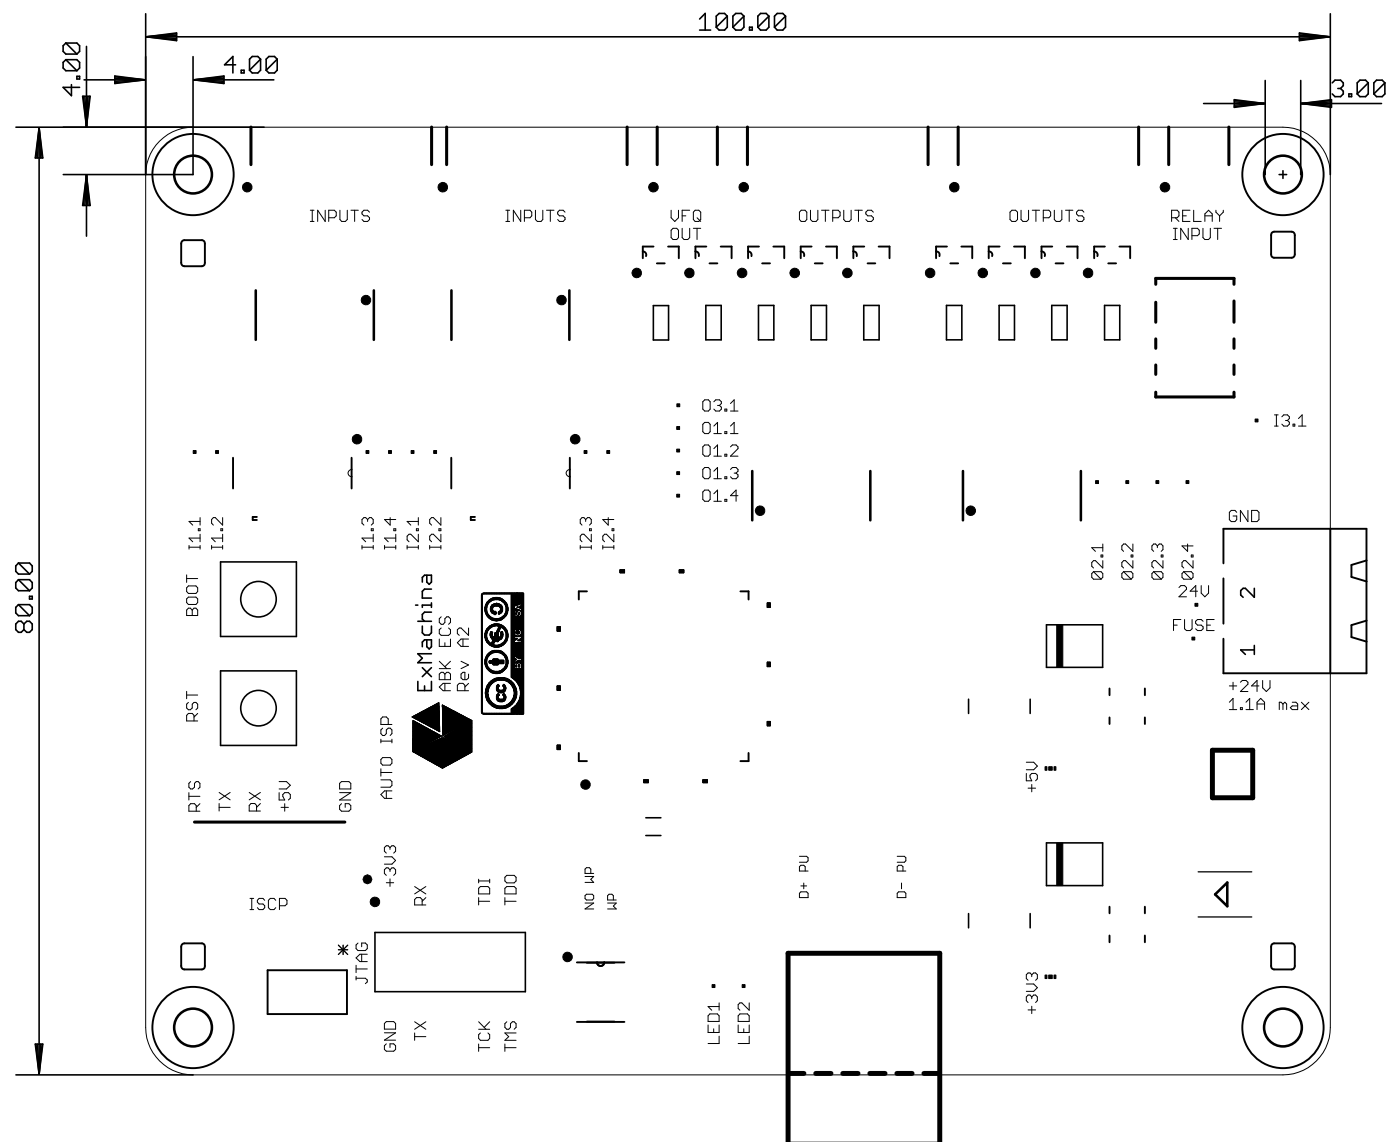 100.00
4.00
4.00
3.00
80.00
INPUTS
INPUTS
VFQ
OUT
OUTPUTS
OUTPUTS
RELAY
INPUT
O3.1
O1.1
O1.2
O1.3
O1.4
I3.1
I1.1
I1.2
I1.3
I1.4
I2.1
I2.2
I2.3
I2.4
O2.1
O2.2
O2.3
O2.4
GND
24V
FUSE
2
1
+24V
1.1A max
BOOT
RST
ExMachina
ABK ECS
Rev A2
cc
BY NC SA
AUTO ISP
RTS
TX
RX
+5V
GND
+5V
+3V3
RX
TDI
TDO
NO WP
WP
D+ PU
D- PU
ISCP
*
JTAG
GND
TX
TCK
TMS
LED1
LED2
+3V3